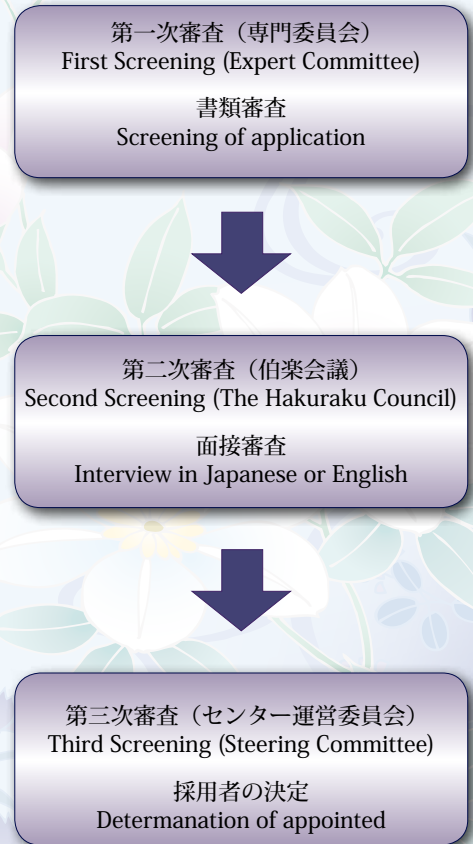 第一次審査（専門委員会）
First Screening (Expert Committee)
書類審査
Screening of application
第二次審査（伯楽会議）
Second Screening (The Hakuraku Council)
面接審査
Interview in Japanese or English
第三次審査（センター運営委員会）
Third Screening (Steering Committee)
採用者の決定
Determanation of appointed